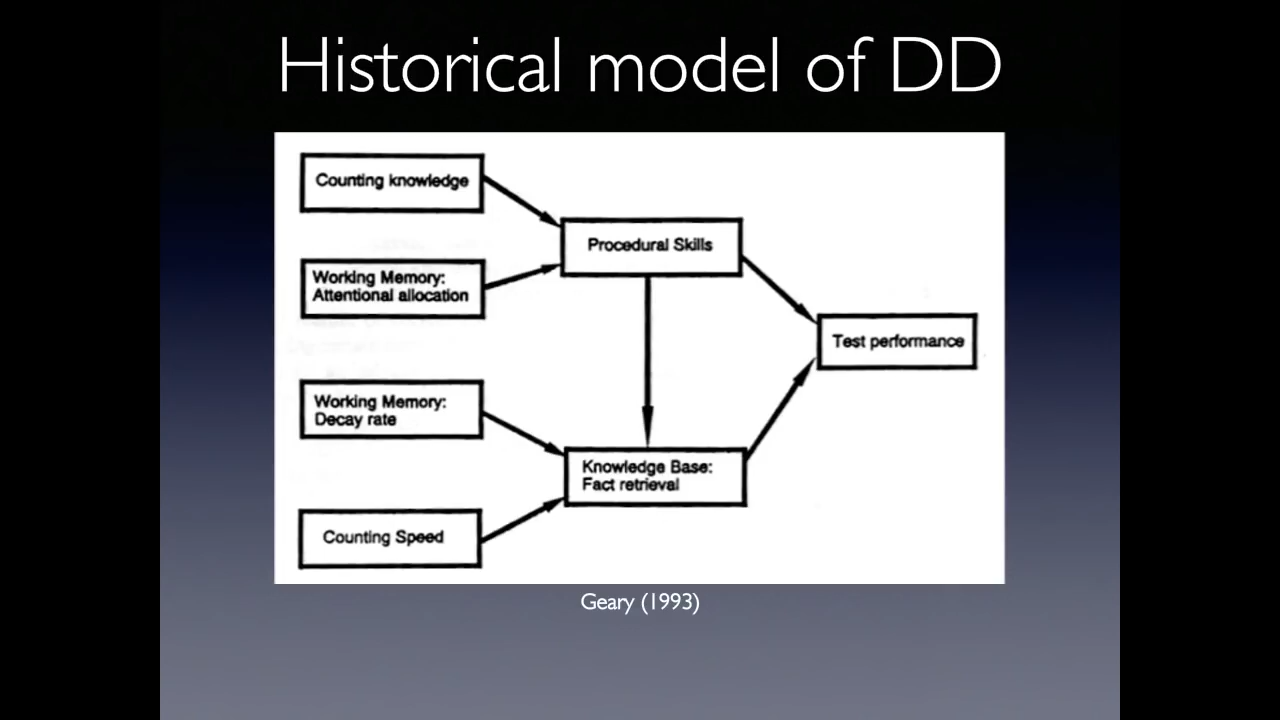 Historical model of DD
Counting knowledge
Working Memory:
Attentional allocation
Working Memory:
Decay rate
Counting Speed
Procedural Skills
Knowledge Base:
Fact retrieval
Test performance
Geary (1993)